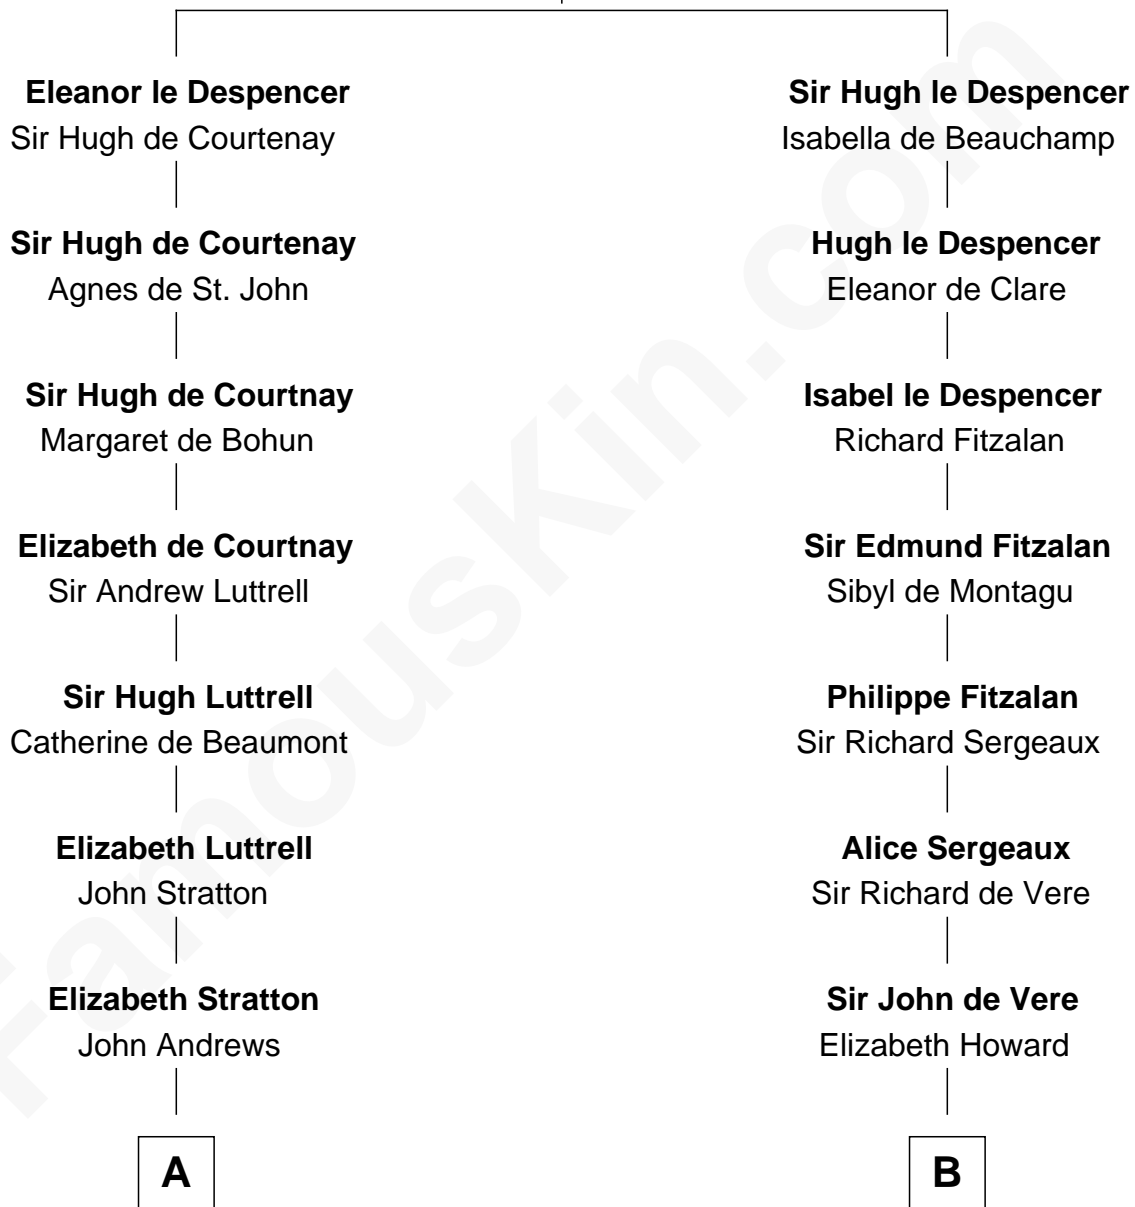 Eleanor le Despencer
Sir Hugh de Courtenay
Sir Hugh de Courtenay
Agnes de St. John
Sir Hugh de Courtnay
Margaret de Bohun
Elizabeth de Courtnay
Sir Andrew Luttrell
Sir Hugh Luttrell
Catherine de Beaumont
Elizabeth Luttrell
John Stratton
Elizabeth Stratton
John Andrews
A
Sir Hugh le Despencer
Isabella de Beauchamp
Hugh le Despencer
Eleanor de Clare
Isabel le Despencer
Richard Fitzalan
Sir Edmund Fitzalan
Sibyl de Montagu
Philippe Fitzalan
Sir Richard Sergeaux
Alice Sergeaux
Sir Richard de Vere
Sir John de Vere
Elizabeth Howard
B
FamousKin.com